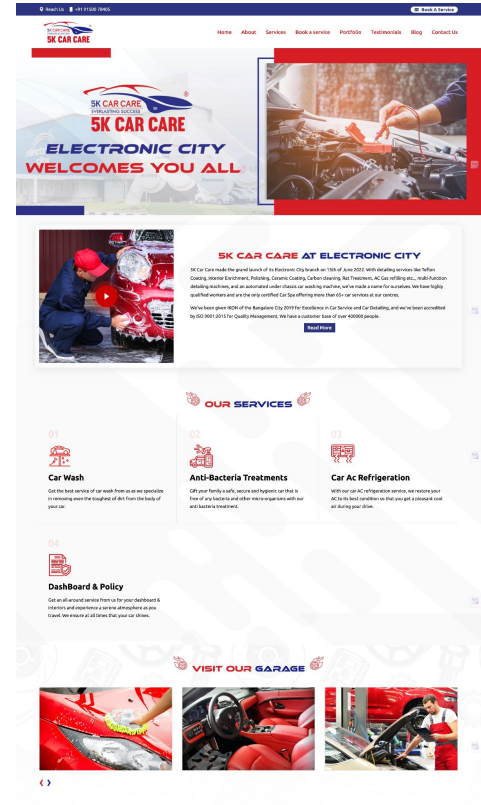 Reach Us
+91 91580 78405
Book A Service
5K CAR CARE
EVERLASTING SUCCESS
5K CAR CARE
Home About Services Book a service Portfolio Testimonials Blog Contact Us
5K CAR CARE
EVERLASTING SUCCESS
5K CAR CARE
ELECTRONIC CITY
WELCOMES YOU ALL
5K CAR CARE AT ELECTRONIC CITY
5K Car Care made the grand launch of its Electronic City branch on 15th of June 2022. With detailing services like Teflon
Coating, Interior Enrichment, Polishing, Ceramic Coating, Carbon cleaning, Rat Treatment, AC Gas refilling etc., multi-function
detailing machines, and an automated under chassis car washing machine, we've made a name for ourselves. We have highly
qualified workers and are the only certified Car Spa offering more than 65+ car services at our centres.
We've been given IKON of the Bangalore City 2019 for Excellence in Car Service and Car Detailing, and we've been accredited
by ISO 9001:2015 for Quality Management. We have a customer base of over 400000 people.
Read More
OUR SERVICES
01
Car Wash
Get the best service of car wash from us as we specialize
in removing even the toughest of dirt from the body of
your car.
02
Anti-Bacteria Treatments
Gift your family a safe, secure and hygienic car that is
free of any bacteria and other micro-organisms with our
anti bacteria treatment.
03
Car Ac Refrigeration
With our car AC refrigeration service, we restore your
AC to its best condition so that you get a pleasant cool
air during your drive.
04
DashBoard & Policy
Get an all-around service from us for your dashboard &
Interiors and experience a serene atmosphere as you
travel. We ensure at all times that your car shines.
VISIT OUR GARAGE